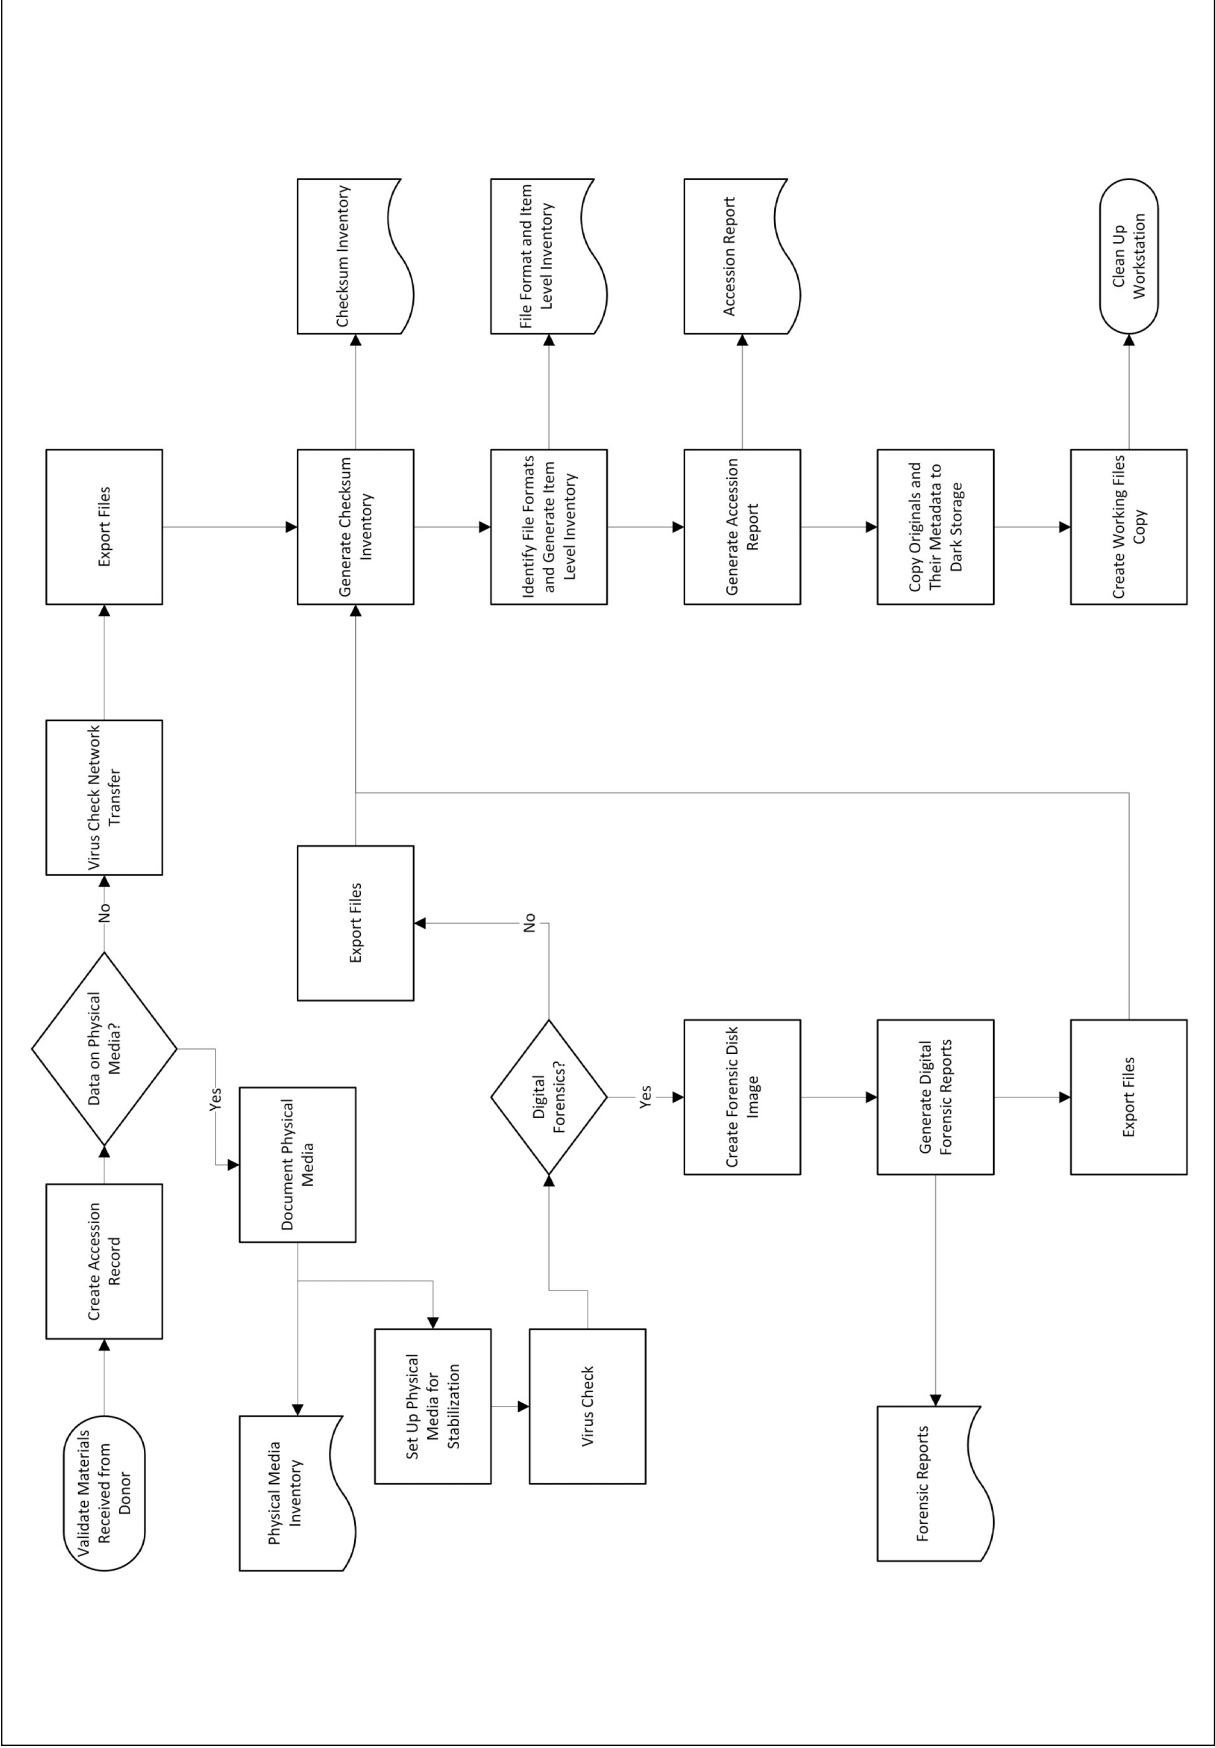 Validate Materials
Received from
Donor
Create Accession
Record
Data on Physical
Media?
No
Virus Check Network
Transfer
Export Files
Yes
Document Physical
Media
Physical Media
Inventory
Set Up Physical
Media for
Stabilization
Virus Check
Digital
Forensics?
No
Export Files
Yes
Create Forensic Disk
Image
Generate Digital
Forensic Reports
Forensic Reports
Export Files
Generate Checksum
Inventory
Checksum Inventory
Identify File Formats
and Generate Item
Level Inventory
File Format and Item
Level Inventory
Generate Accession
Report
Accession Report
Copy Originals and
Their Metadata to
Dark Storage
Create Working Files
Copy
Clean Up
Workstation